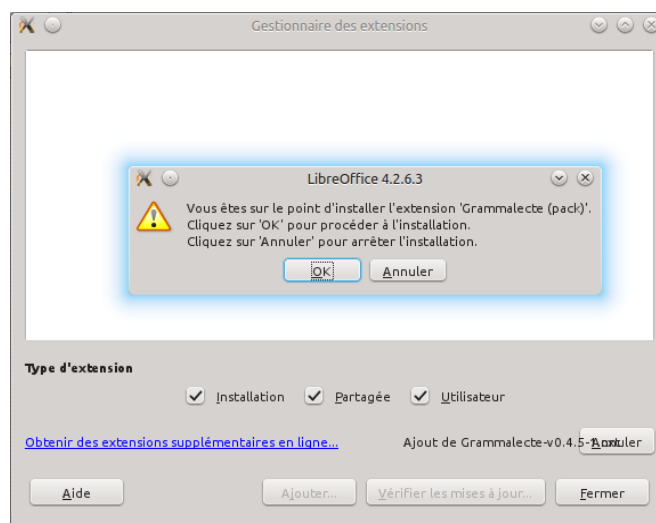 Gestionnaire des extensions
LibreOffice 4.2.6.3
Vous êtes sur le point d'installer l'extension 'Grammalecte (pack)'.
Cliquez sur 'OK' pour procéder à l'installation.
Cliquez sur 'Annuler' pour arrêter l'installation.
OK Annuler
Type d'extension
Installation Partagée Utilisateur
Obtenir des extensions supplémentaires en ligne... Ajout de Grammalecte-v0.4.5- Annuler
Aide Ajouter... Vérifier les mises à jour... Fermer